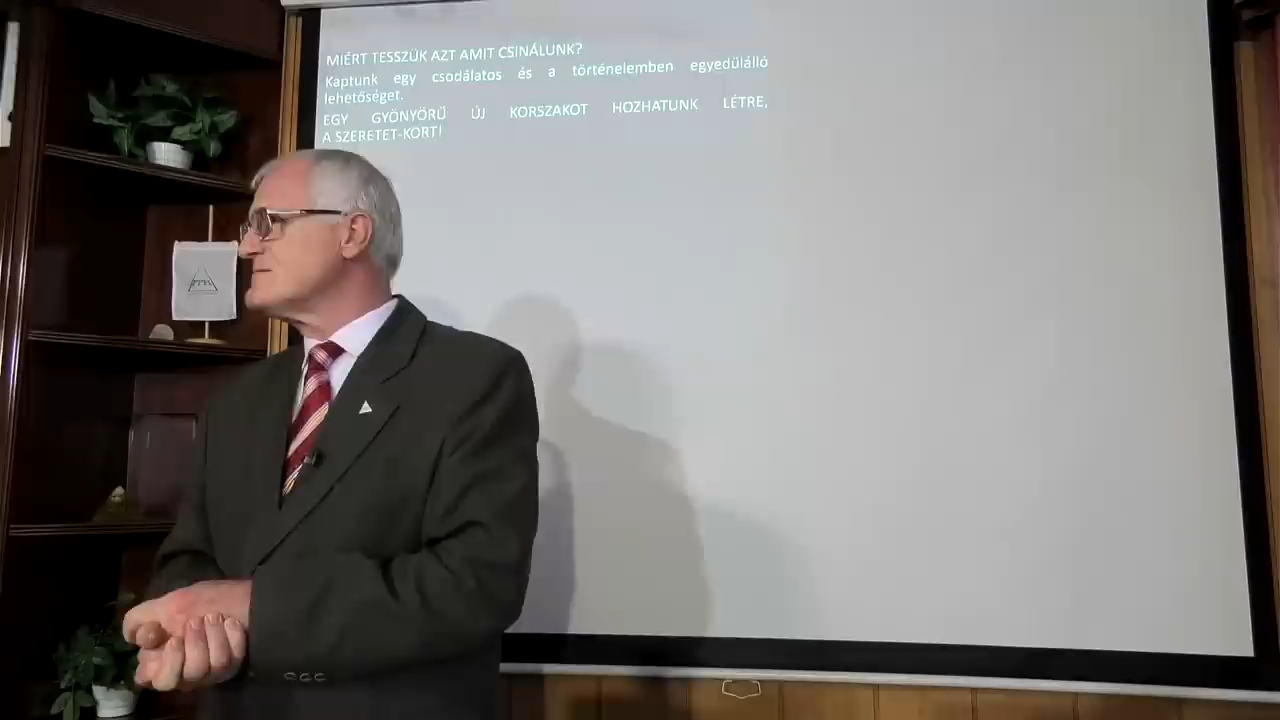 MIÉRT TESSZÜK AZT AMIT CSINÁLUNK?
Kaptunk egy csodálatos és a történelemben egyedülálló
lehetőséget.
EGY GYÖNYÖRŰ ÚJ KORSZAKOT HOZHATUNK LÉTRE,
A SZERETET-KORT!